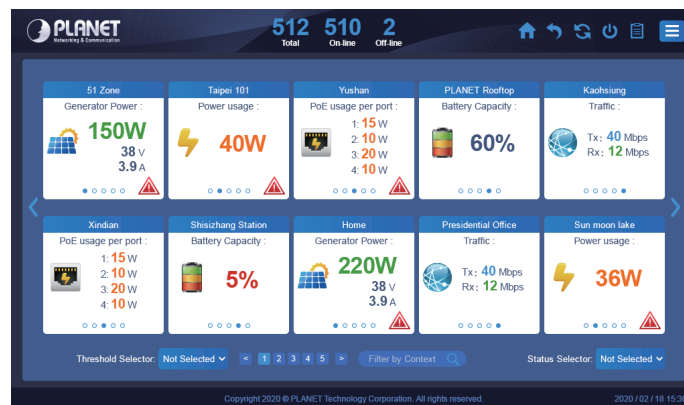 PLANET
Networking & Communication
512 510 2
Total On-line Off-line
51 Zone
Generator Power :
150W
38 V
3.9 A
Taipei 101
Power usage :
40W
Yushan
PoE usage per port :
1: 15 W
2: 10 W
3: 20 W
4: 10 W
PLANET Rooftop
Battery Capacity :
60%
Kaohsiung
Traffic :
Tx: 40 Mbps
Rx: 12 Mbps
Xindian
PoE usage per port :
1: 15 W
2: 10 W
3: 20 W
4: 10 W
Shisizhang Station
Battery Capacity :
5%
Home
Generator Power :
220W
38 V
3.9 A
Presidential Office
Traffic :
Tx: 40 Mbps
Rx: 12 Mbps
Sun moon lake
Power usage :
36W
Threshold Selector: Not Selected < 1 2 3 4 5 > Filter by Context Status Selector: Not Selected
Copyright 2020 © PLANET Technology Corporation. All rights reserved. 2020 / 02 / 18 15:30